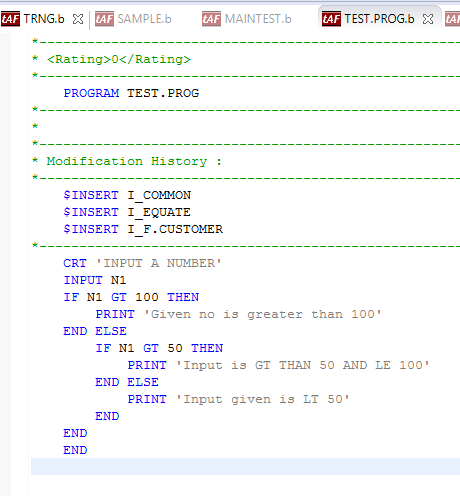 tAF TRNG.b tAF SAMPLE.b tAF MAINTEST.b tAF TEST.PROG.b tAF
*-----------------------------------------------------
* <Rating>0</Rating>
*-----------------------------------------------------
PROGRAM TEST.PROG
*-----------------------------------------------------
*
*-----------------------------------------------------
* Modification History :
*-----------------------------------------------------
$INSERT I_COMMON
$INSERT I_EQUATE
$INSERT I_F.CUSTOMER
*-----------------------------------------------------
CRT 'INPUT A NUMBER'
INPUT N1
IF N1 GT 100 THEN
PRINT 'Given no is greater than 100'
END ELSE
IF N1 GT 50 THEN
PRINT 'Input is GT THAN 50 AND LE 100'
END ELSE
PRINT 'Input given is LT 50'
END
END
END